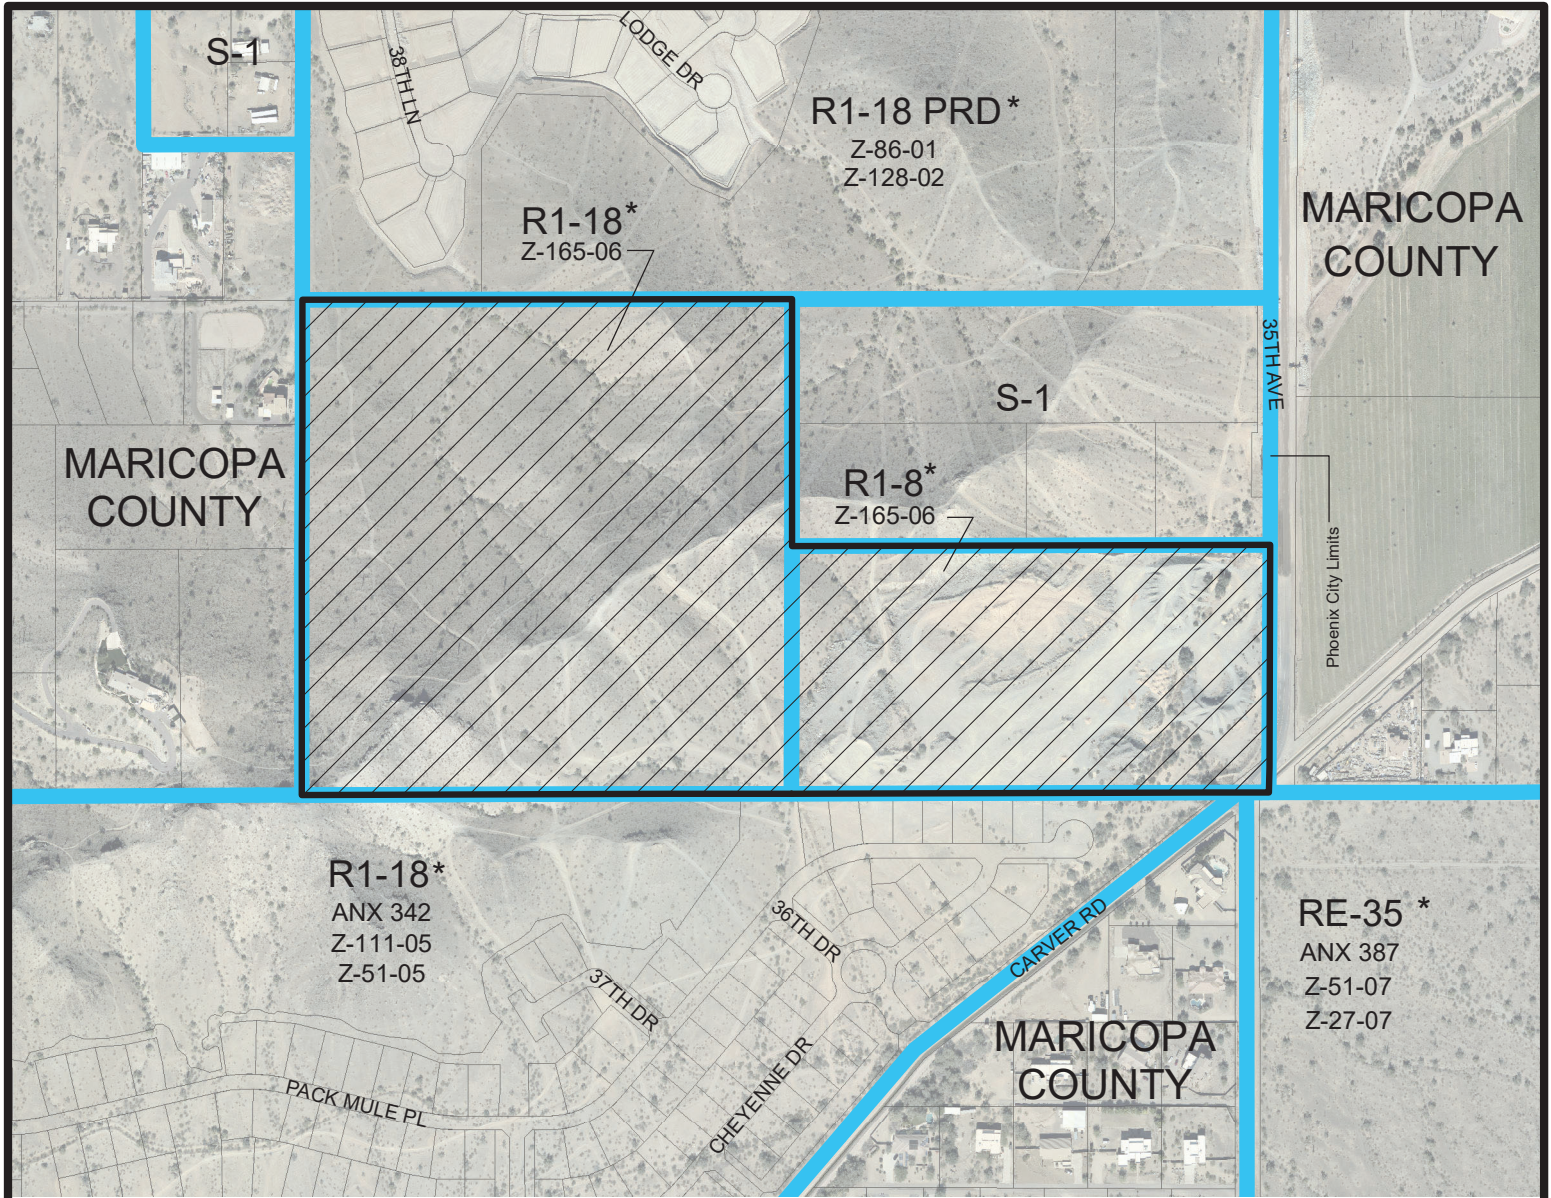 S-1
38TH LN
LODGE DR
R1-18 PRD *
Z-86-01
Z-128-02
R1-18*
Z-165-06
MARICOPA
COUNTY
35TH AVE
S-1
MARICOPA
COUNTY
R1-8*
Z-165-06
Phoenix City Limits
R1-18*
ANX 342
Z-111-05
Z-51-05
36TH DR
37TH DR
CARVER RD
RE-35 *
ANX 387
Z-51-07
Z-27-07
MARICOPA
COUNTY
CHEYENNE DR
PACK MULE PL